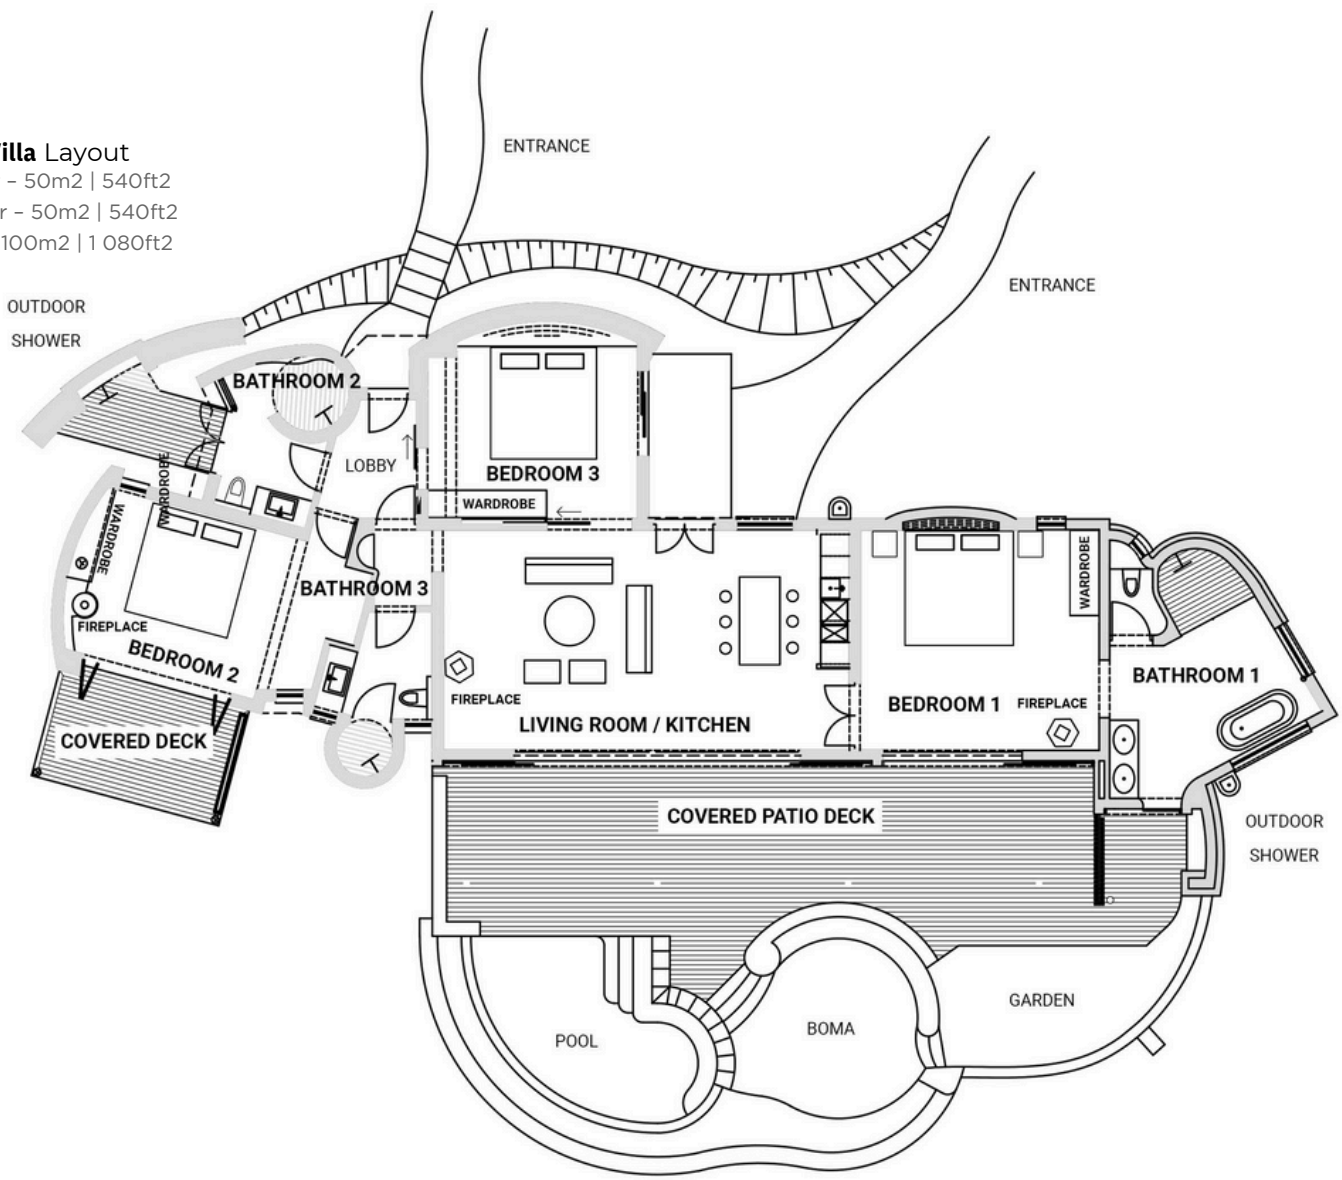 illa Layout
– 50m2 | 540ft2
r – 50m2 | 540ft2
100m2 | 1 080ft2
ENTRANCE
ENTRANCE
OUTDOOR
SHOWER
BATHROOM 2
LOBBY
BEDROOM 3
WARDROBE
WARDROBE
WARDROBE
FIREPLACE
BEDROOM 2
COVERED DECK
BATHROOM 3
FIREPLACE
LIVING ROOM / KITCHEN
WARDROBE
BEDROOM 1
FIREPLACE
BATHROOM 1
COVERED PATIO DECK
OUTDOOR
SHOWER
POOL
BOMA
GARDEN